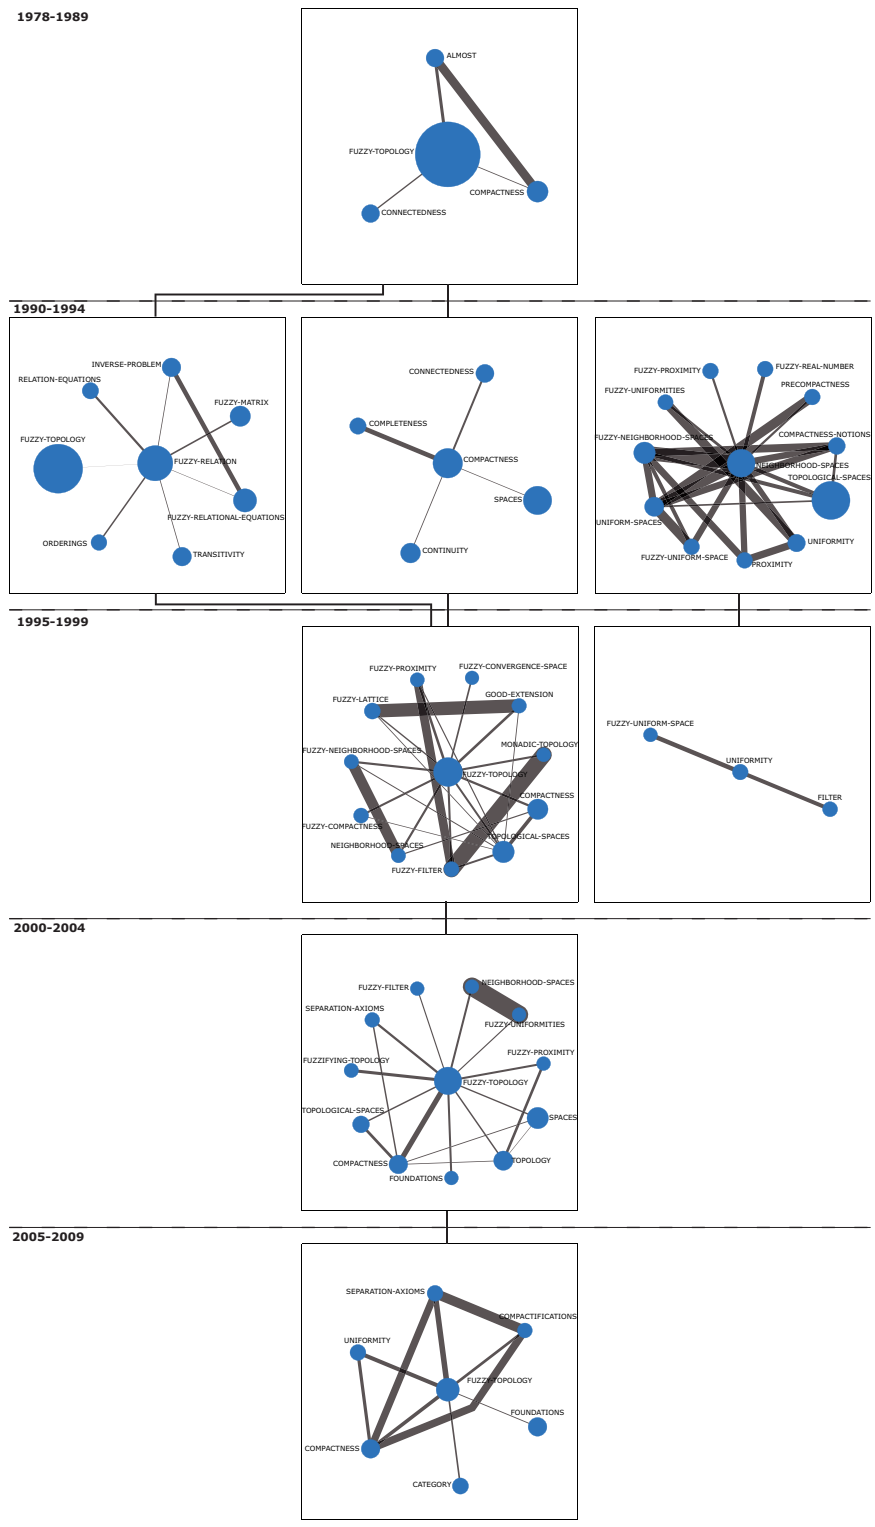 1978-1989
ALMOST
FUZZY-TOPOLOGY
COMPACTNESS
CONNECTEDNESS
1990-1994
INVERSE-PROBLEM
RELATION-EQUATIONS
FUZZY-MATRIX
FUZZY-TOPOLOGY
FUZZY-RELATION
FUZZY-RELATIONAL-EQUATIONS
ORDERINGS
TRANSITIVITY
CONNECTEDNESS
COMPLETENESS
COMPACTNESS
SPACES
CONTINUITY
FUZZY-PROXIMITY
FUZZY-REAL-NUMBER
FUZZY-UNIFORMITIES
PRECOMPACTNESS
FUZZY-NEIGHBORHOOD-SPACES
COMPACTNESS-NOTIONS
NEIGHBORHOOD-SPACES
TOPOLOGICAL-SPACES
UNIFORM-SPACES
UNIFORMITY
FUZZY-UNIFORM-SPACE
PROXIMITY
1995-1999
FUZZY-PROXIMITY
FUZZY-CONVERGENCE-SPACE
FUZZY-LATTICE
GOOD-EXTENSION
FUZZY-NEIGHBORHOOD-SPACES
MONADIC-TOPOLOGY
FUZZY-TOPOLOGY
COMPACTNESS
FUZZY-COMPACTNESS
TOPOLOGICAL-SPACES
NEIGHBORHOOD-SPACES
FUZZY-FILTER
FUZZY-UNIFORM-SPACE
UNIFORMITY
FILTER
2000-2004
FUZZY-FILTER
NEIGHBORHOOD-SPACES
SEPARATION-AXIOMS
FUZZY-UNIFORMITIES
FUZZIFYING-TOPOLOGY
FUZZY-PROXIMITY
FUZZY-TOPOLOGY
TOPOLOGICAL-SPACES
SPACES
COMPACTNESS
TOPOLOGY
FOUNDATIONS
2005-2009
SEPARATION-AXIOMS
COMPACTIFICATIONS
UNIFORMITY
FUZZY-TOPOLOGY
FOUNDATIONS
COMPACTNESS
CATEGORY